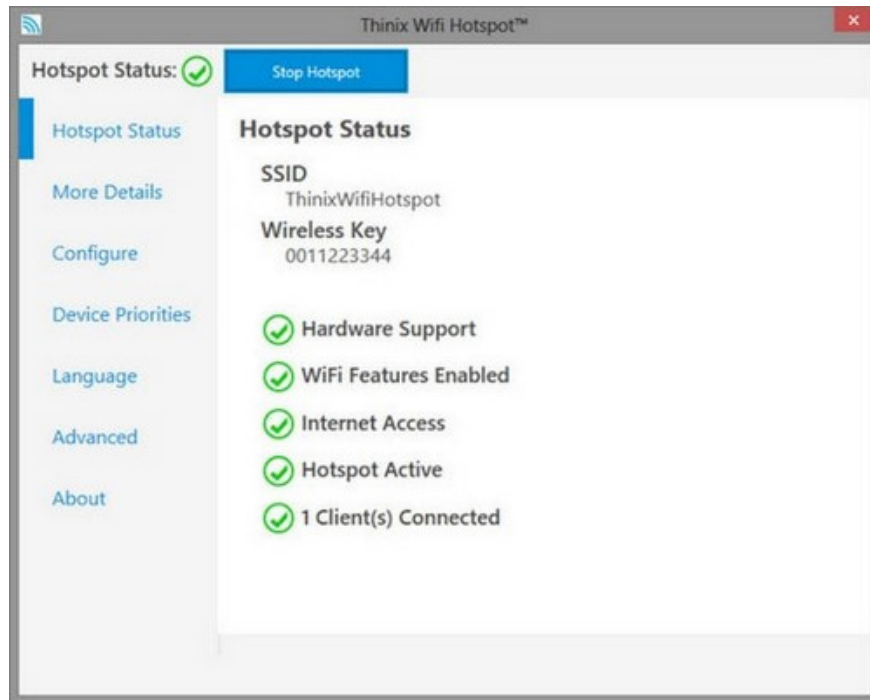 Thinix Wifi Hotspot™
Hotspot Status:
Stop Hotspot
Hotspot Status
More Details
Configure
Device Priorities
Language
Advanced
About
Hotspot Status
SSID
ThinixWifiHotspot
Wireless Key
0011223344
Hardware Support
WiFi Features Enabled
Internet Access
Hotspot Active
1 Client(s) Connected